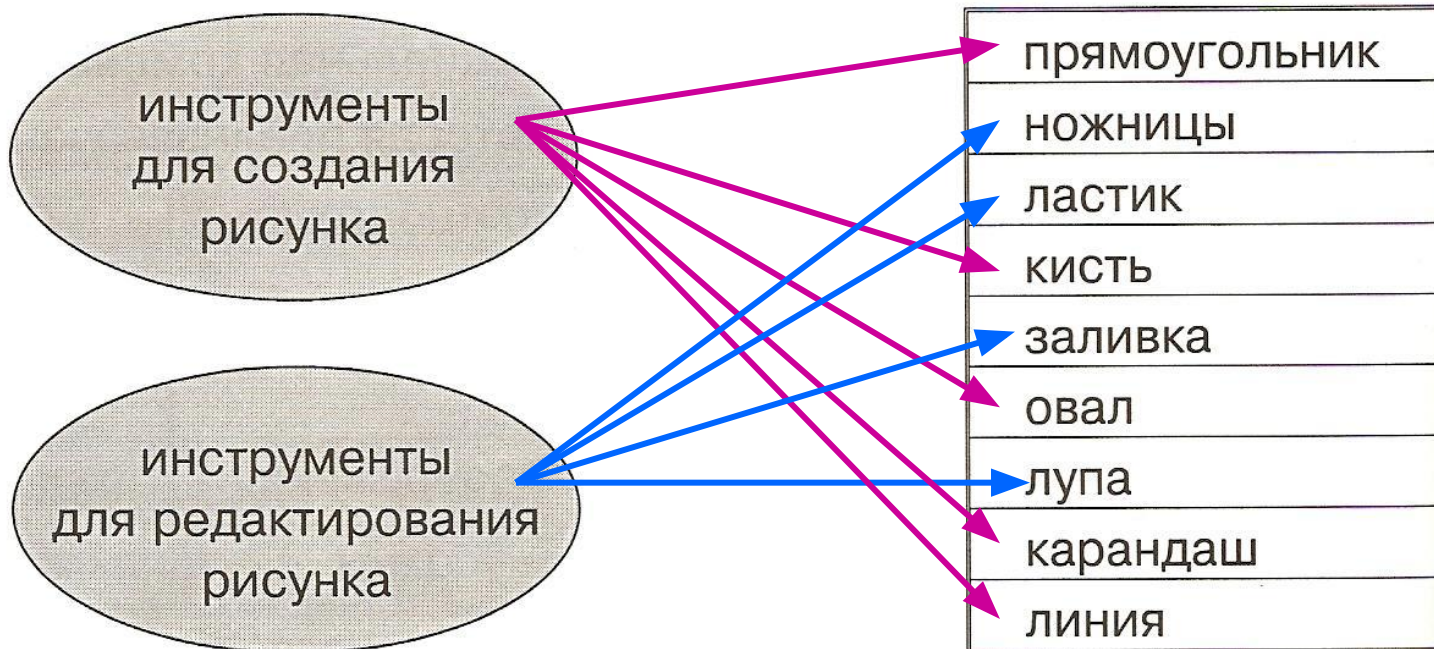 инструменты
для создания
рисунка
инструменты
для редактирования
рисунка
прямоугольник
ножницы
ластик
кисть
заливка
овал
лупа
карандаш
линия